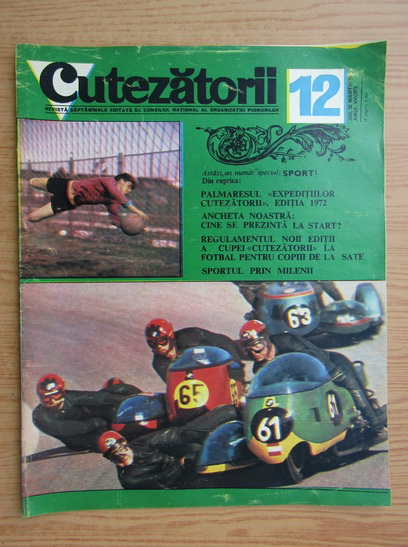 Cutezătorii
REVISTĂ SĂPTĂMÎNALĂ EDITATĂ DE CONSILIUL NAȚIONAL AL ORGANIZAȚIEI PIONIERILOR
12
Astăzi, un număr special: SPORT!
Din cuprins:
PALMARESUL «EXPEDIȚIILOR
CUTEZĂTORII», EDIȚIA 1972
ANCHETA NOASTRĂ:
CINE SE PREZINTĂ LA START?
REGULAMENTUL NOII EDIȚII
A CUPEI «CUTEZĂTORII» LA
FOTBAL PENTRU COPIII DE LA SATE
SPORTUL PRIN MILENII
63
65
61
61